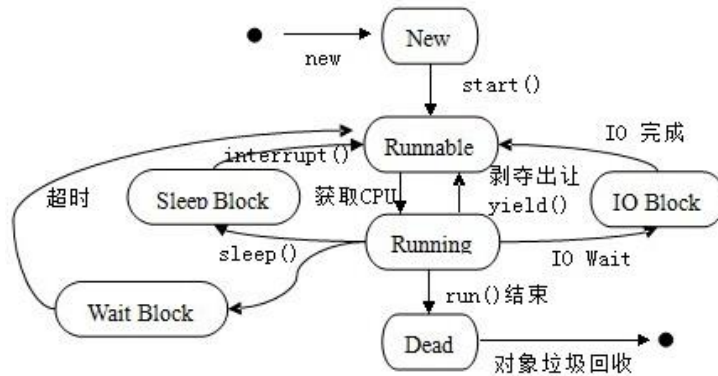 New
new
start()
IO 完成
Runnable
interrupt()
超时
剥夺出让
yield()
获取CPU
Sleep Block
IO Block
Running
sleep()
IO Wait
Wait Block
run()结束
Dead
对象垃圾回收